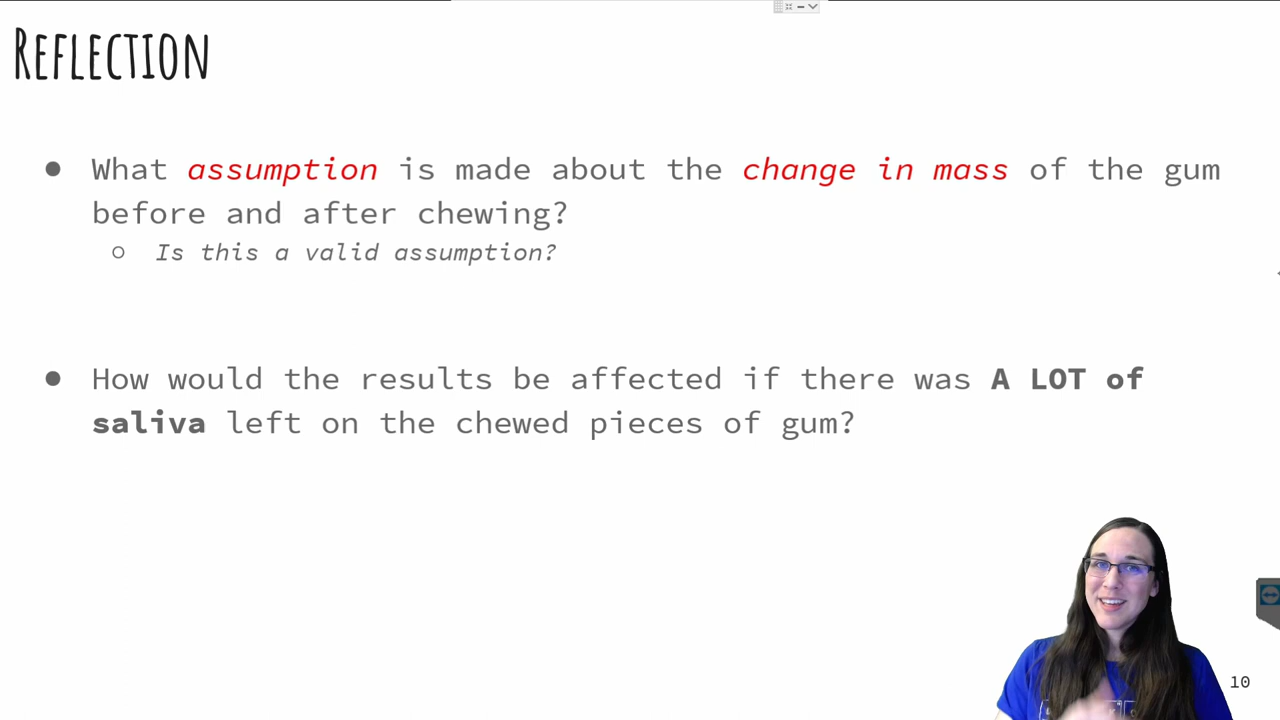 REFLECTION
● What assumption is made about the change in mass of the gum
before and after chewing?
○ Is this a valid assumption?
● How would the results be affected if there was A LOT of
saliva left on the chewed pieces of gum?
10